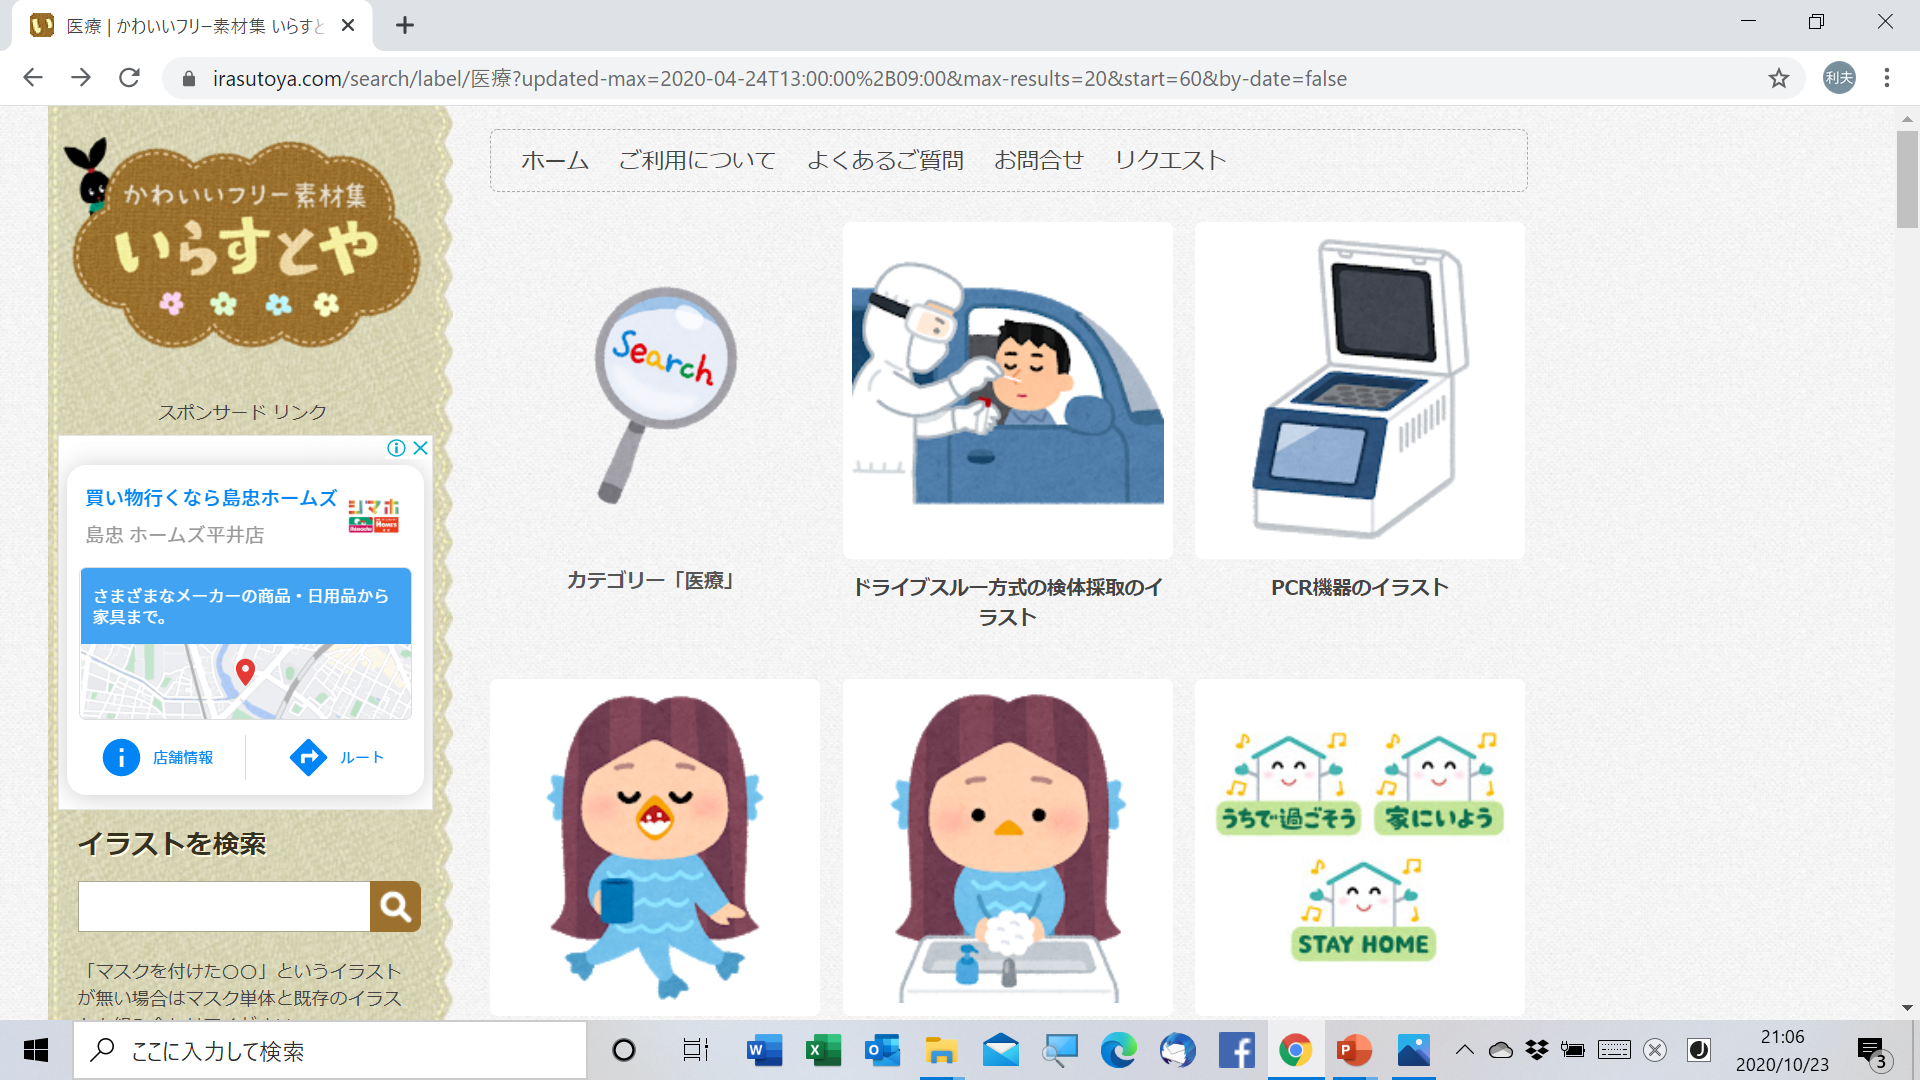 医療 | かわいいフリー素材集 いらすと
irasutoya.com/search/label/医療?updated-max=2020-04-24T13:00:00%2B09:00&max-results=20&start=60&by-date=false
利夫
かわいいフリー素材集
いらすとや
ホーム ご利用について よくあるご質問 お問合せ リクエスト
スポンサード リンク
買い物行くなら島忠ホームズ
島忠 ホームズ平井店
シマホ
さまざまなメーカーの商品・日用品から
家具まで。
店舗情報 ルート
イラストを検索
「マスクを付けた〇〇」というイラスト
が無い場合はマスク単体と既存のイラス
Search
カテゴリー「医療」
ドライブスルー方式の検体採取のイ
ラスト
PCR機器のイラスト
うちで過ごそう 家にいよう
STAY HOME
ここに入力して検索
21:06
2020/10/23
3